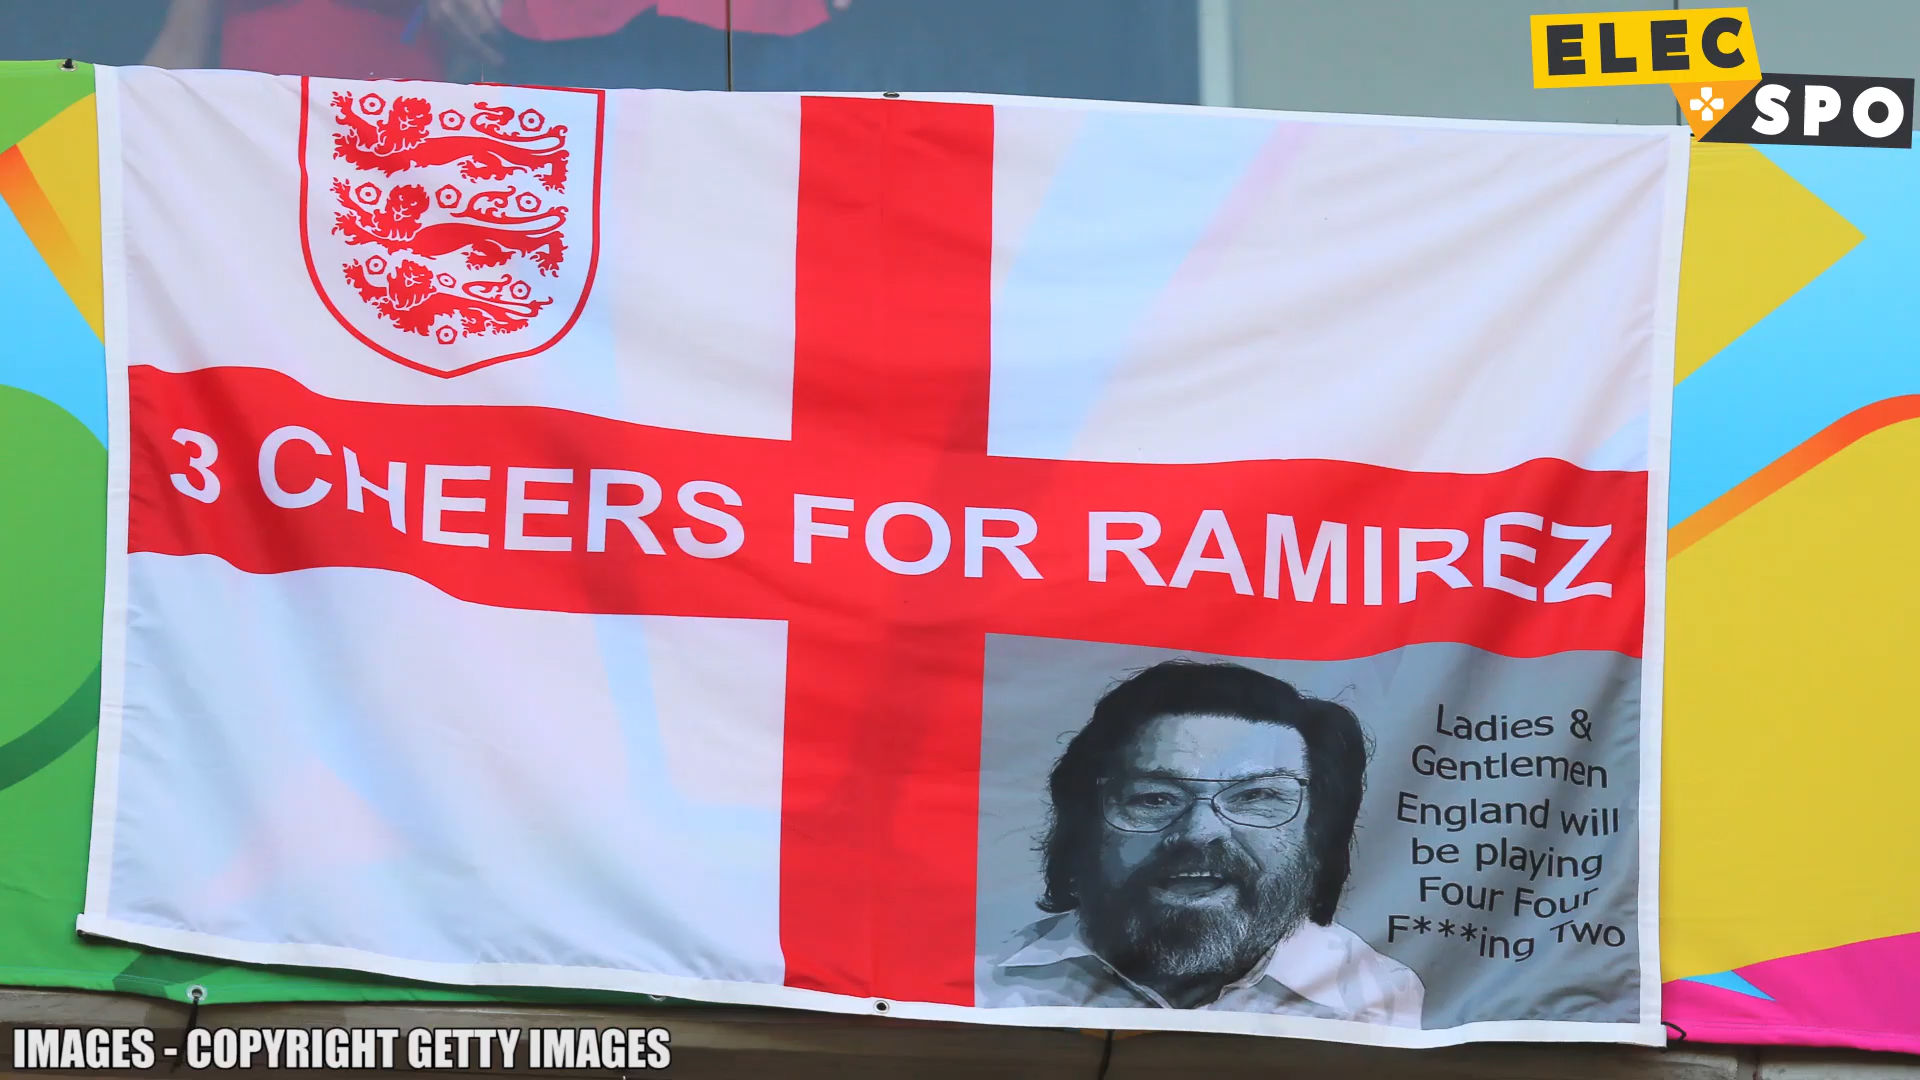 ELEC
SPO
3 CHEERS FOR RAMIREZ
Ladies &
Gentlemen
England will
be playing
Four Four
F***ing TWO
IMAGES - COPYRIGHT GETTY IMAGES